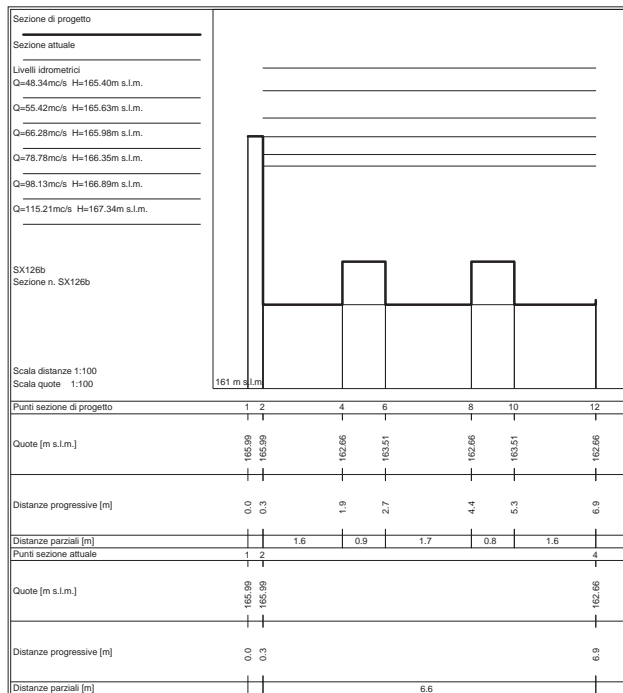 Sezione di progetto
Sezione attuale
Livelli idrometrici
Q=48.34mc/s H=165.40m s.l.m.
Q=55.42mc/s H=165.63m s.l.m.
Q=66.28mc/s H=165.98m s.l.m.
Q=78.78mc/s H=166.35m s.l.m.
Q=98.13mc/s H=166.89m s.l.m.
Q=115.21mc/s H=167.34m s.l.m.
SX126b
Sezione n. SX126b
Scala distanze 1:100
Scala quote 1:100
161 m s.l.m
Punti sezione di progetto 1 2 4 6 8 10 12
Quote [m s.l.m.] 165.99 165.99 162.66 163.51 162.66 163.51 162.66
Distanze progressive [m] 0.0 0.3 1.9 2.7 4.4 5.3 6.9
Distanze parziali [m] 1.6 0.9 1.7 0.8 1.6
Punti sezione attuale 1 2 4
Quote [m s.l.m.] 165.99 165.99 162.66
Distanze progressive [m] 0.0 0.3 6.9
Distanze parziali [m] 6.6